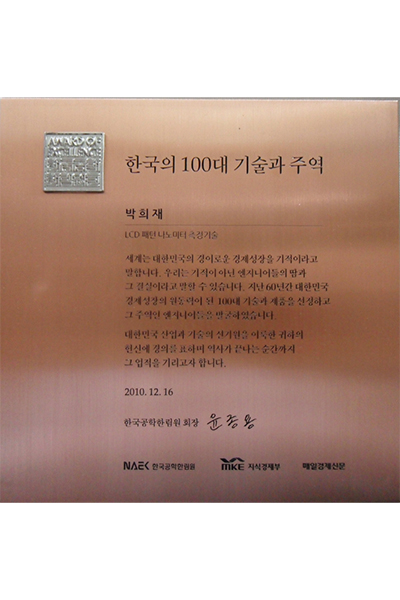 AWARD OF
EXCELLENCE
한국의 100대 기술과 주역
박희재
LCD 패턴 나노미터 측정기술
세계는 대한민국의 경이로운 경제성장을 기적이라고
말합니다. 우리는 기적이 아닌 엔지니어들의 땀과
그 결실이라고 말할 수 있습니다. 지난 60년간 대한민국
경제성장의 원동력이 된 100대 기술과 제품을 선정하고
그 주역인 엔지니어들을 발굴하였습니다.
대한민국 산업과 기술의 신기원을 이룩한 귀하의
헌신에 경의를 표하며 역사가 끝나는 순간까지
그 업적을 기리고자 합니다.
2010. 12. 16
한국공학한림원 회장 윤종용
NAEK 한국공학한림원 MKE 지식경제부 매일경제신문